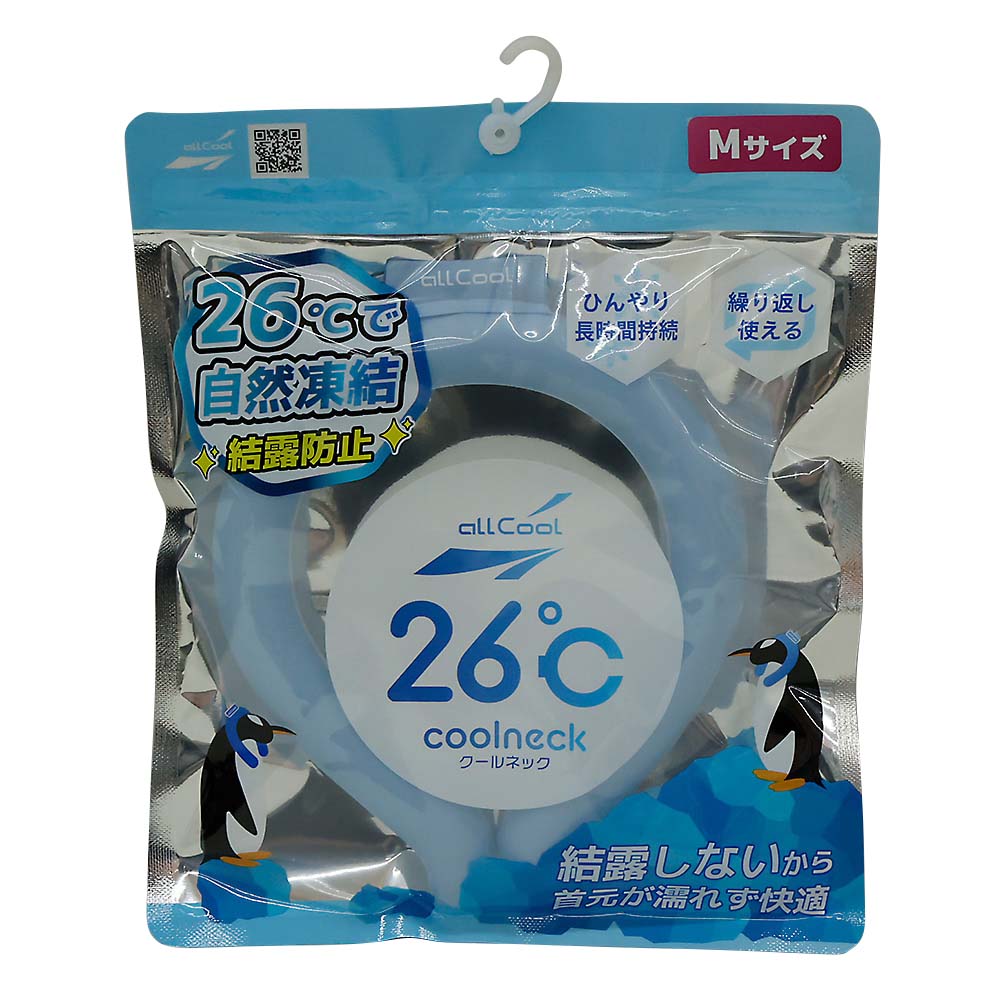 allCool
Mサイズ
allCool
26℃で
自然凍結
結露防止
ひんやり
長時間持続
繰り返し
使える
allCool
26℃
coolneck
クールネック
結露しないから
首元が濡れず快適